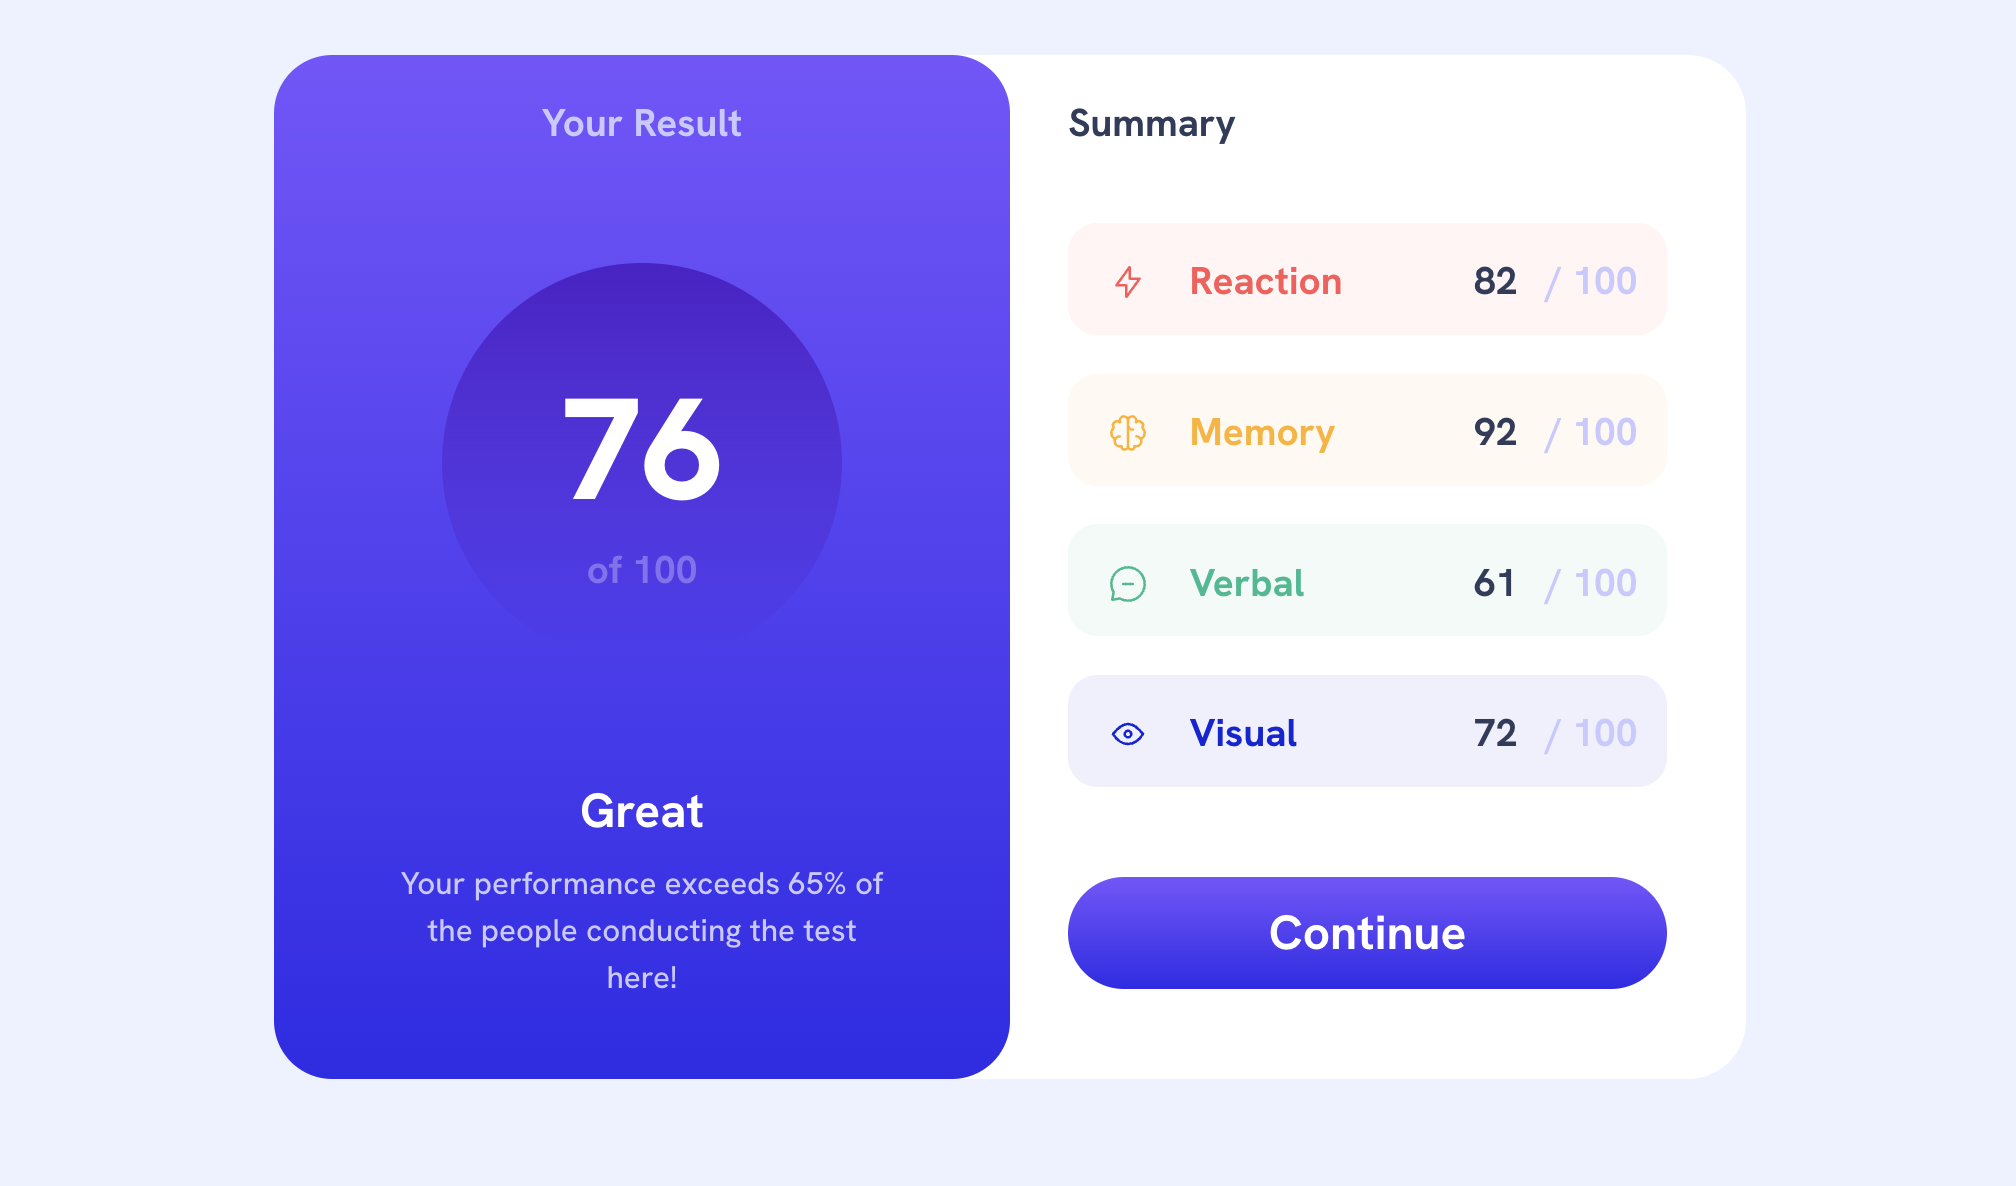 Your Result
76
of 100
Great
Your performance exceeds 65% of
the people conducting the test
here!
Summary
Reaction 82 / 100
Memory 92 / 100
Verbal 61 / 100
Visual 72 / 100
Continue